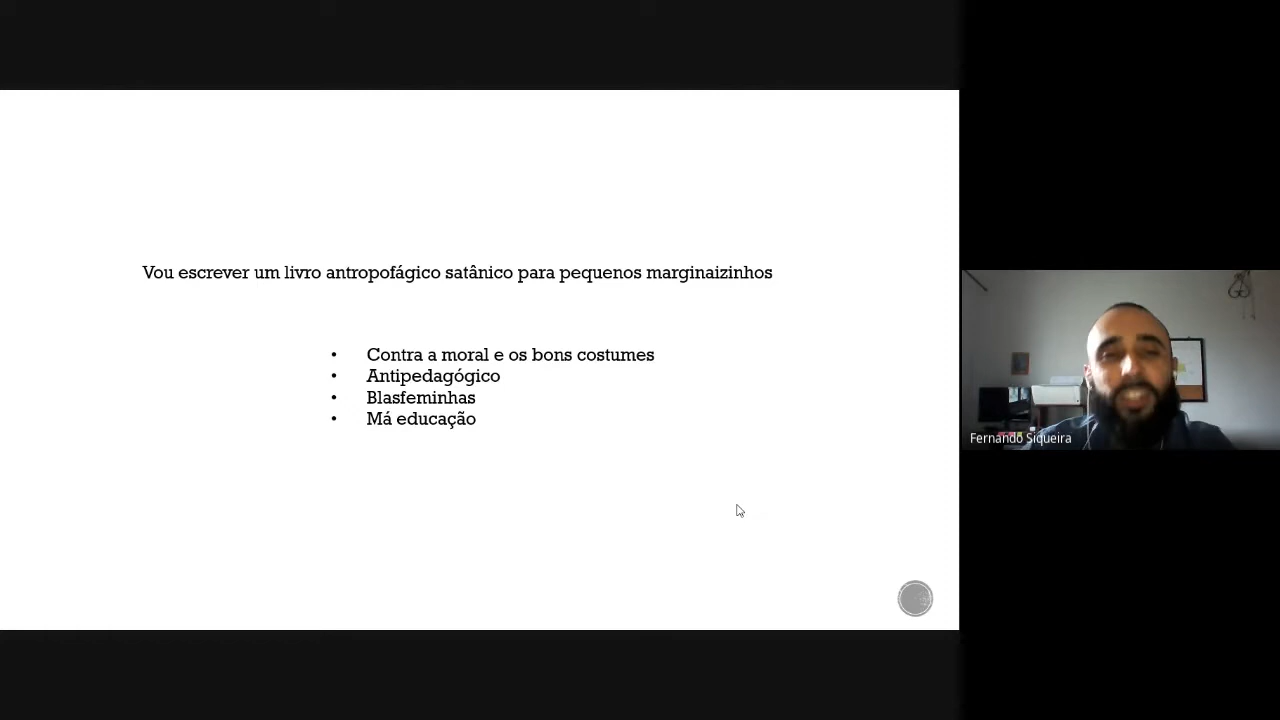 Vou escrever um livro antropofágico satânico para pequenos marginaizinhos
• Contra a moral e os bons costumes
• Antipedagógico
• Blasfeminhas
• Má educação
Fernando Siqueira